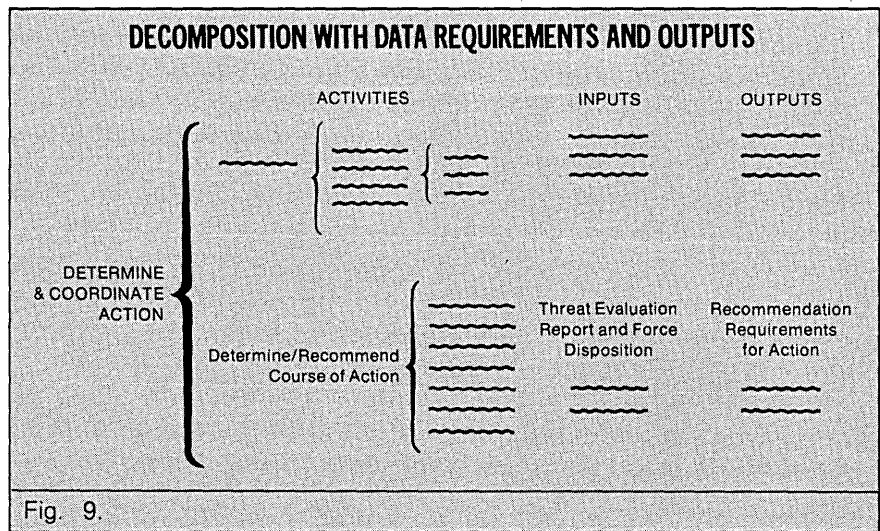 DECOMPOSITION WITH DATA REQUIREMENTS AND OUTPUTS
ACTIVITIES
INPUTS
OUTPUTS
DETERMINE
& COORDINATE
ACTION
Determine/Recommend
Course of Action
Threat Evaluation
Report and Force
Disposition
Recommendation
Requirements
for Action
Fig. 9.